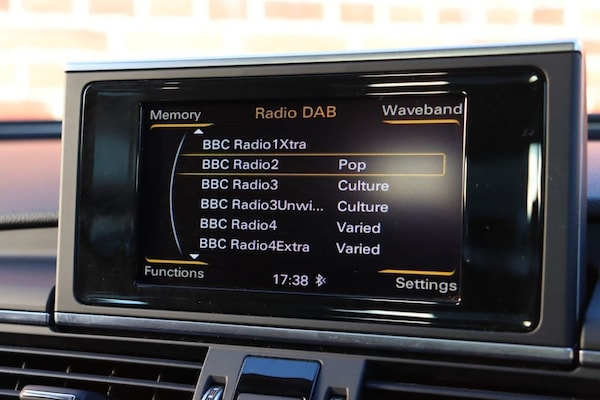 Memory Radio DAB Waveband
BBC Radio1Xtra
BBC Radio2 Pop
BBC Radio3 Culture
BBC Radio3Unwi... Culture
BBC Radio4 Varied
BBC Radio4Extra Varied
Functions 17:38 Settings